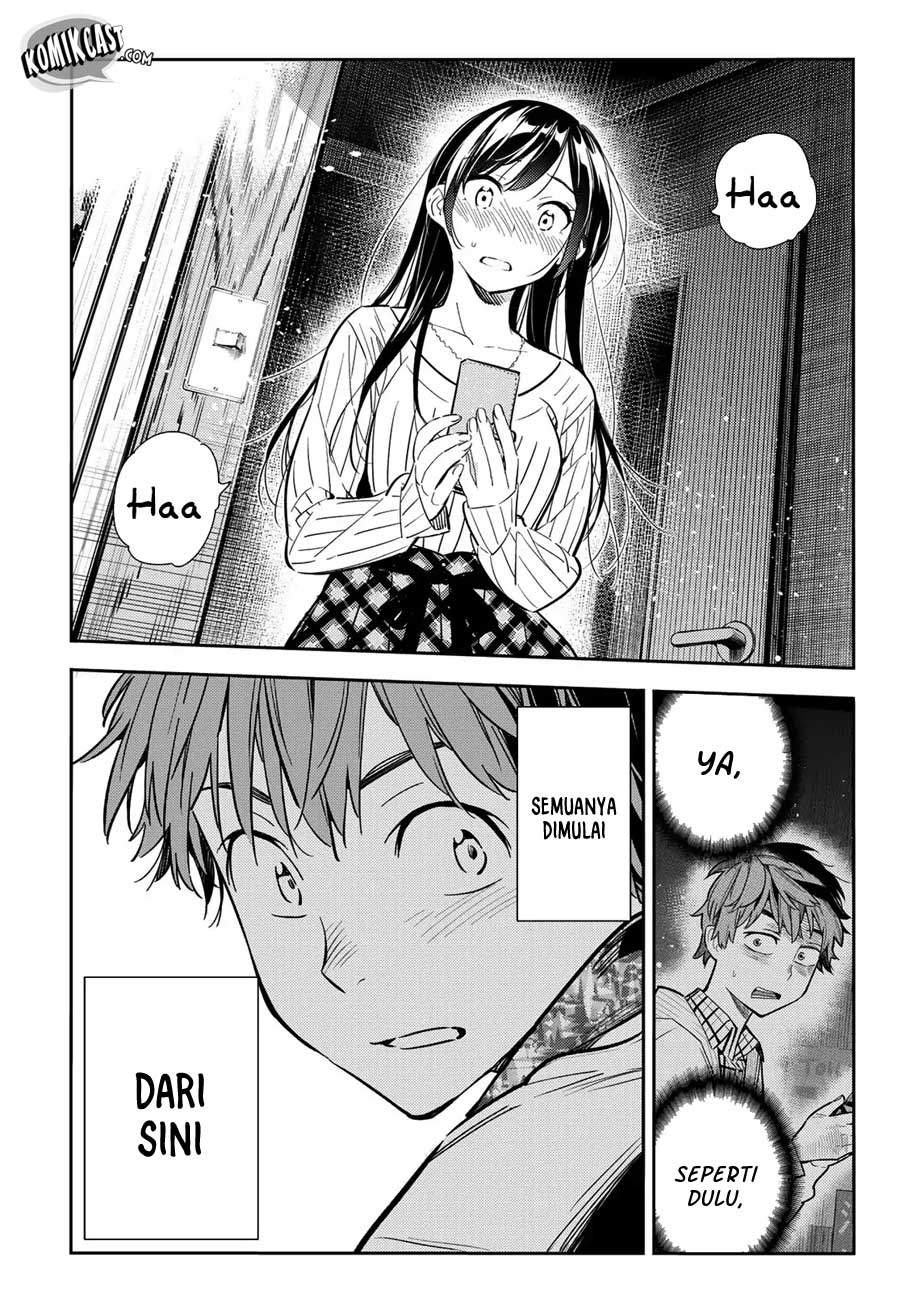 KOMIKCAST
.COM
Haa
Haa
YA,
SEPERTI
DULU,
SEMUANYA
DIMULAI
DARI
SINI